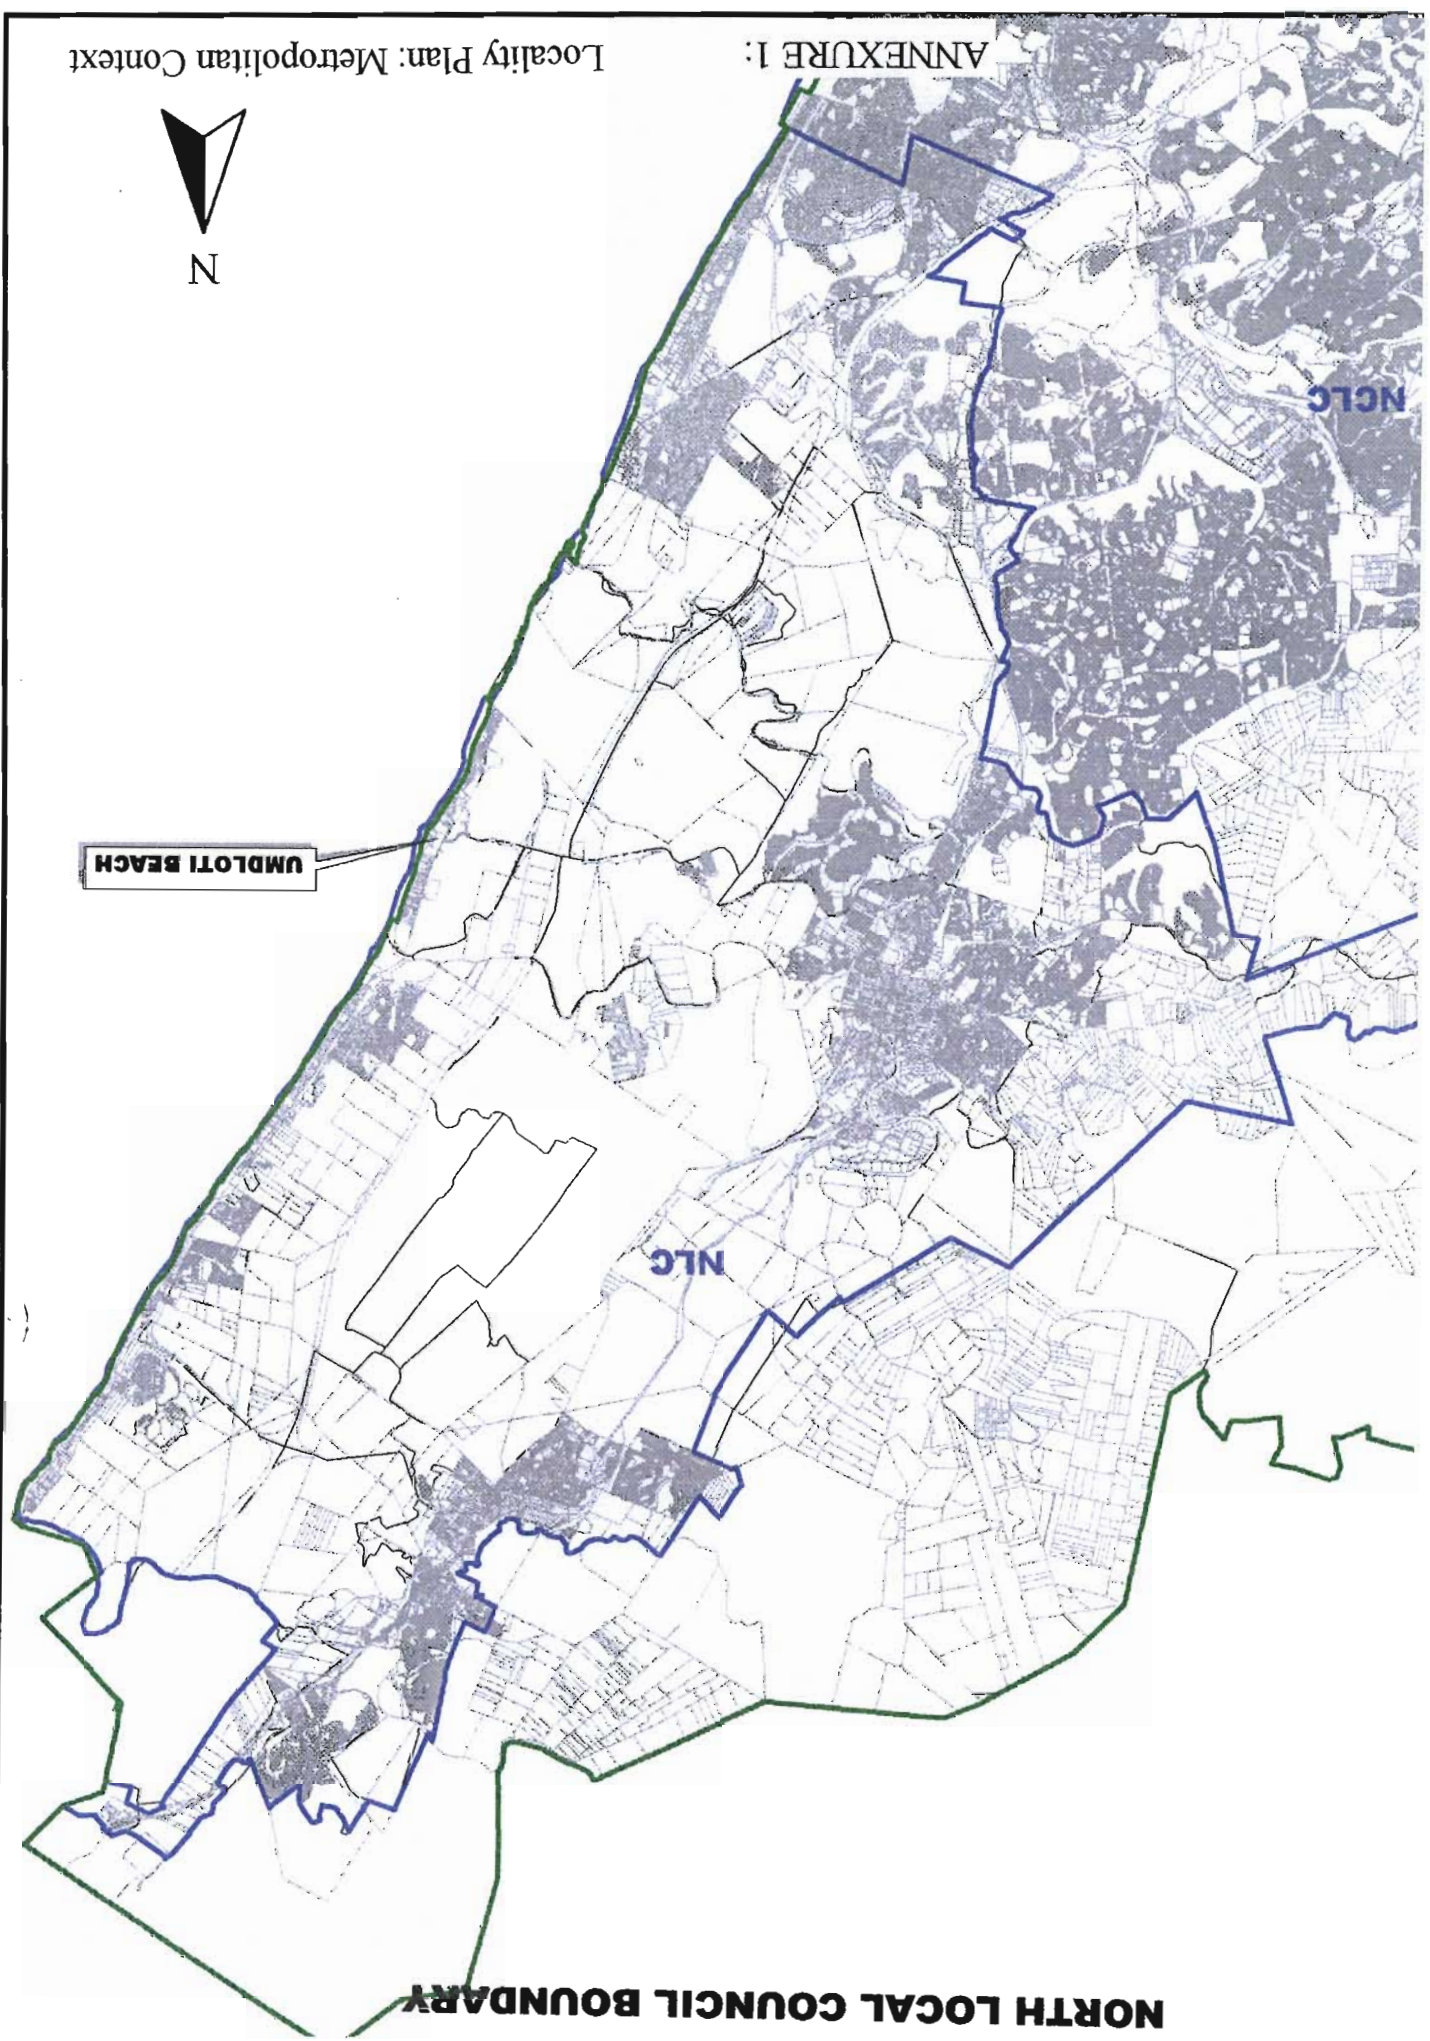 NORTH LOCAL COUNCIL BOUNDARY
NLC
UMDLOTI BEACH
NCLC
N
ANNEXURE 1: Locality Plan: Metropolitan Context